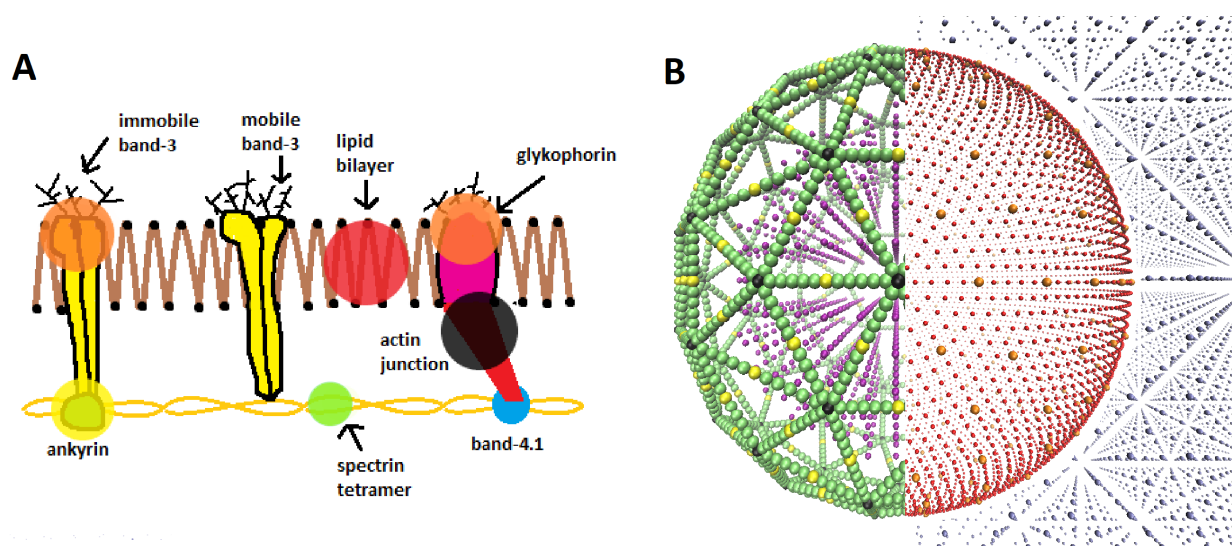 A
immobile
band-3
mobile
band-3
lipid
bilayer
glykophorin
actin
junction
ankyrin
spectrin
tetramer
band-4.1
B